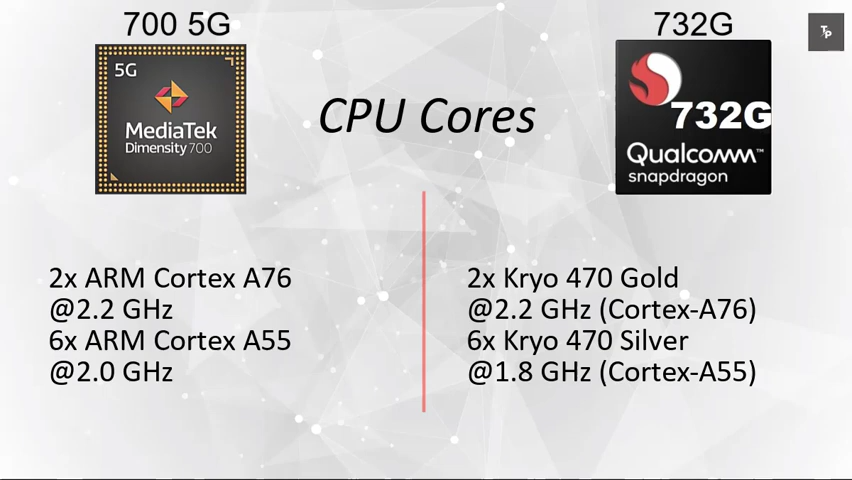 700 5G
732G
TP
5G
MediaTek
Dimensity 700
CPU Cores
732G
Qualcomm™
snapdragon
2x ARM Cortex A76
@2.2 GHz
6x ARM Cortex A55
@2.0 GHz
2x Kryo 470 Gold
@2.2 GHz (Cortex-A76)
6x Kryo 470 Silver
@1.8 GHz (Cortex-A55)